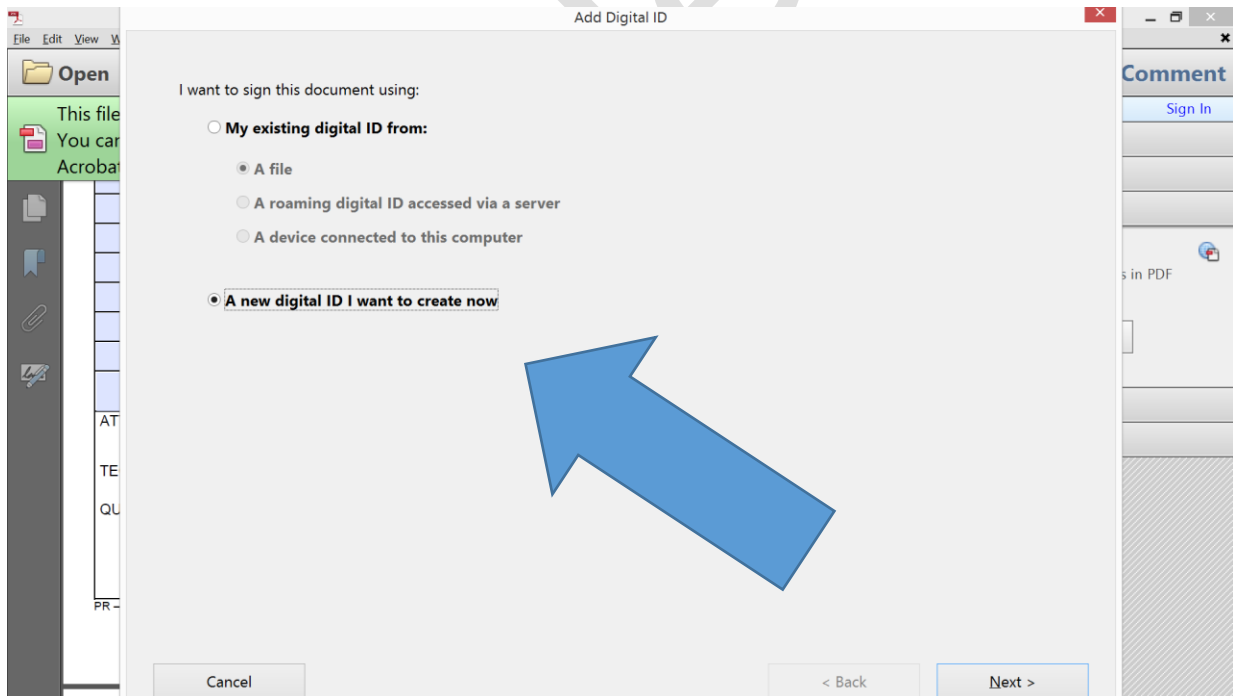 Add Digital ID
File Edit View W
Open
Comment
Sign In
This file
You can
Acrobat
I want to sign this document using:
My existing digital ID from:
A file
A roaming digital ID accessed via a server
A device connected to this computer
s in PDF
A new digital ID I want to create now
AT
TE
QU
PR –
Cancel
< Back
Next >